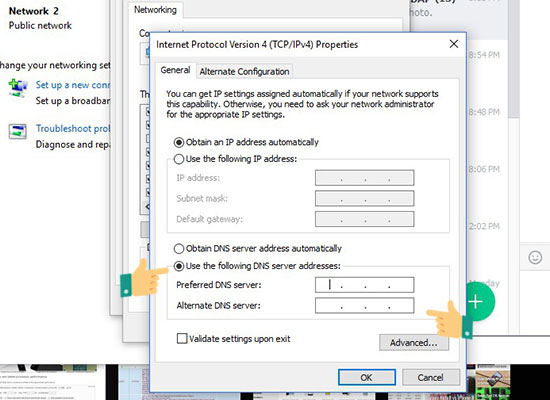 Network 2
Public network
hange your networking set
Set up a new conn
Set up a broadban
Troubleshoot prol
Diagnose and repa
Networking
Internet Protocol Version 4 (TCP/IPv4) Properties
General
Alternate Configuration
You can get IP settings assigned automatically if your network supports
this capability. Otherwise, you need to ask your network administrator
for the appropriate IP settings.
Obtain an IP address automatically
Use the following IP address:
IP address:
Subnet mask:
Default gateway:
Obtain DNS server address automatically
Use the following DNS server addresses:
Preferred DNS server:
Alternate DNS server:
Validate settings upon exit
Advanced...
OK
Cancel
hoto.
8:54 PM
8:48 PM
8:06 PM
2:02 PM